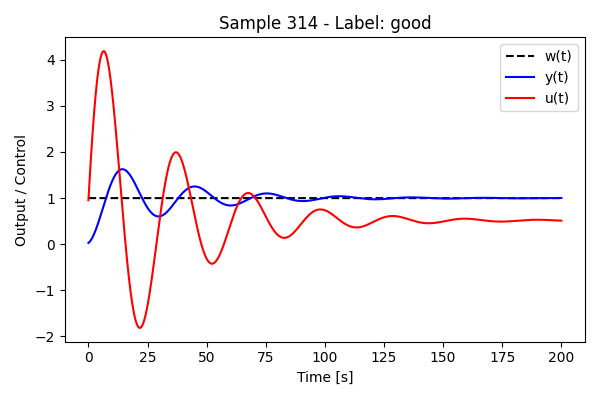 Sample 314 - Label: good
w(t)
y(t)
u(t)
Output / Control
4
3
2
1
0
−1
−2
0 25 50 75 100 125 150 175 200
Time [s]